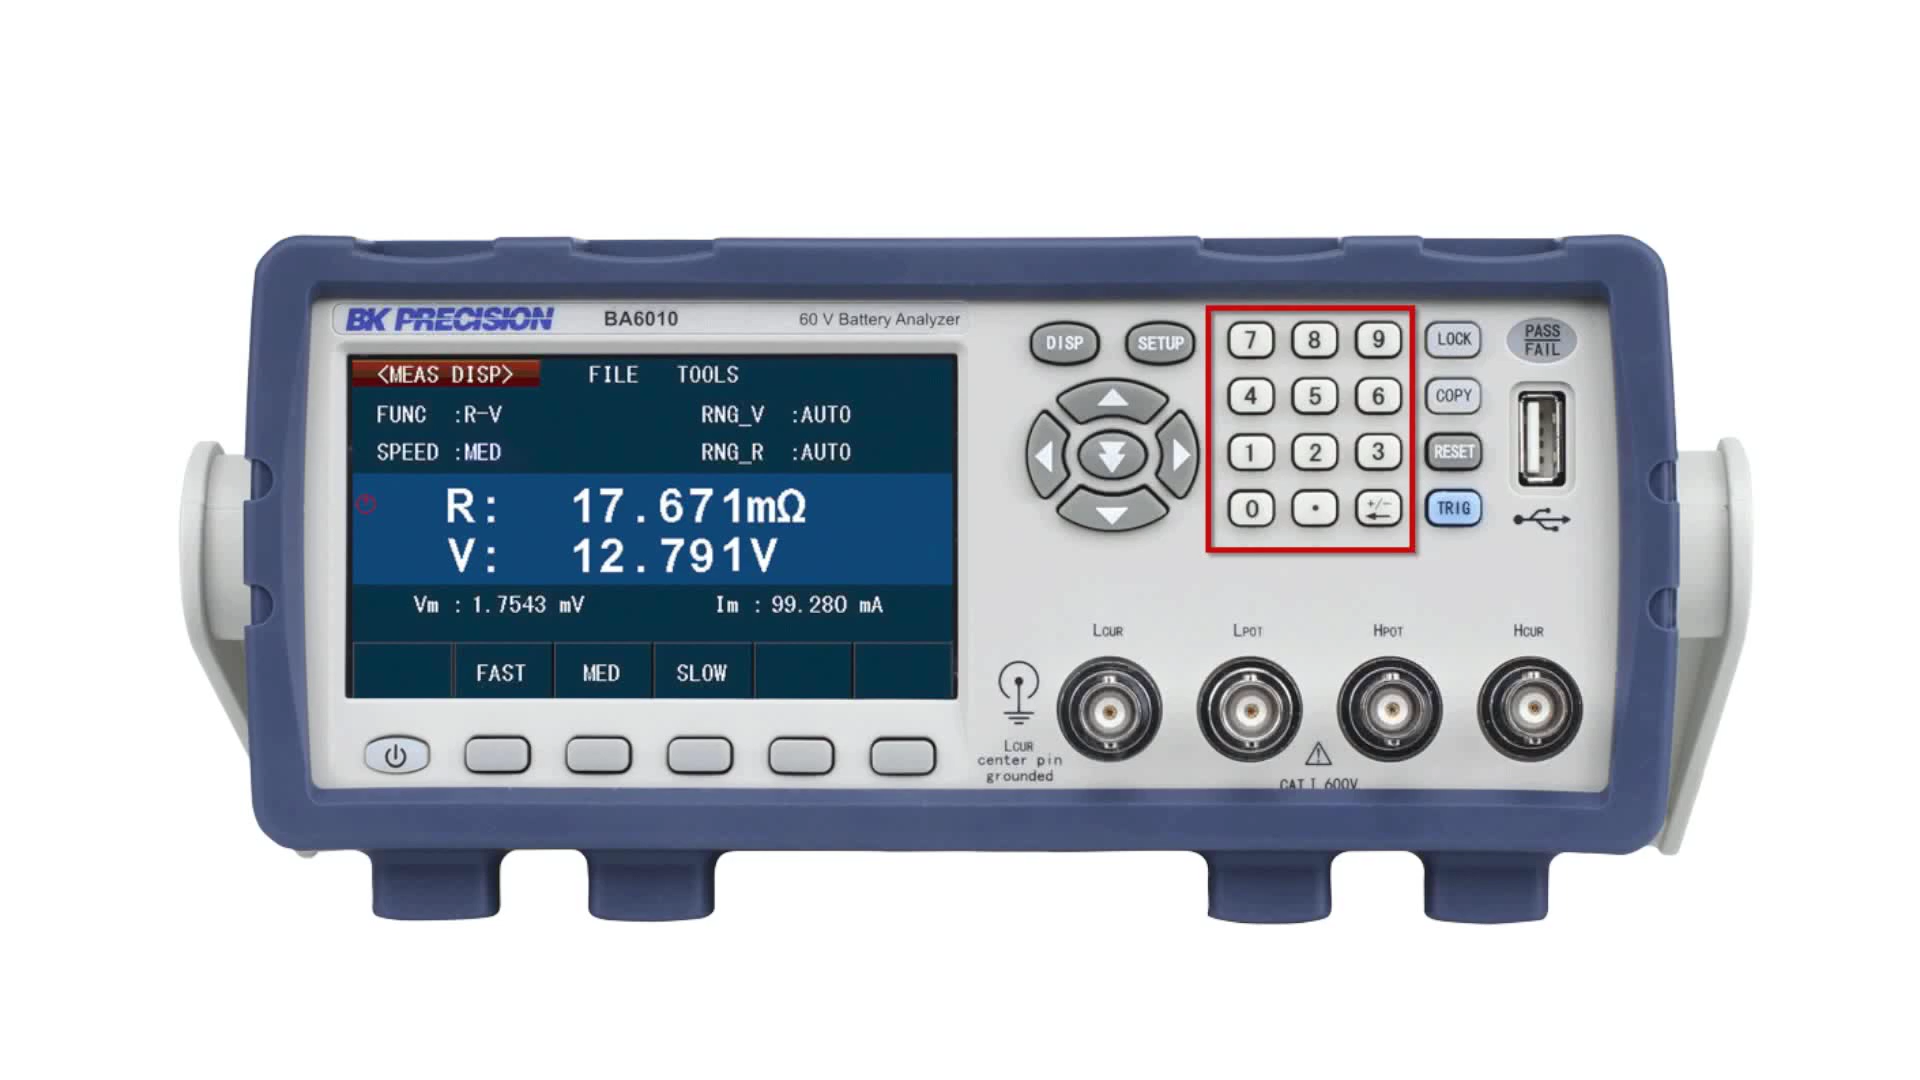 BK PRECISION BA6010 60 V Battery Analyzer
<MEAS DISP> FILE TOOLS
FUNC :R-V RNG_V :AUTO
SPEED :MED RNG_R :AUTO
R: 17.671mΩ
V: 12.791V
Vm : 1.7543 mV Im : 99.280 mA
FAST MED SLOW
DISP SETUP
7 8 9 LOCK
4 5 6 COPY
1 2 3 RESET
0 . +/- TRIG
PASS
FAIL
LCUR LPOT HPOT HCUR
LCUR
center pin
grounded
CAT I 600V